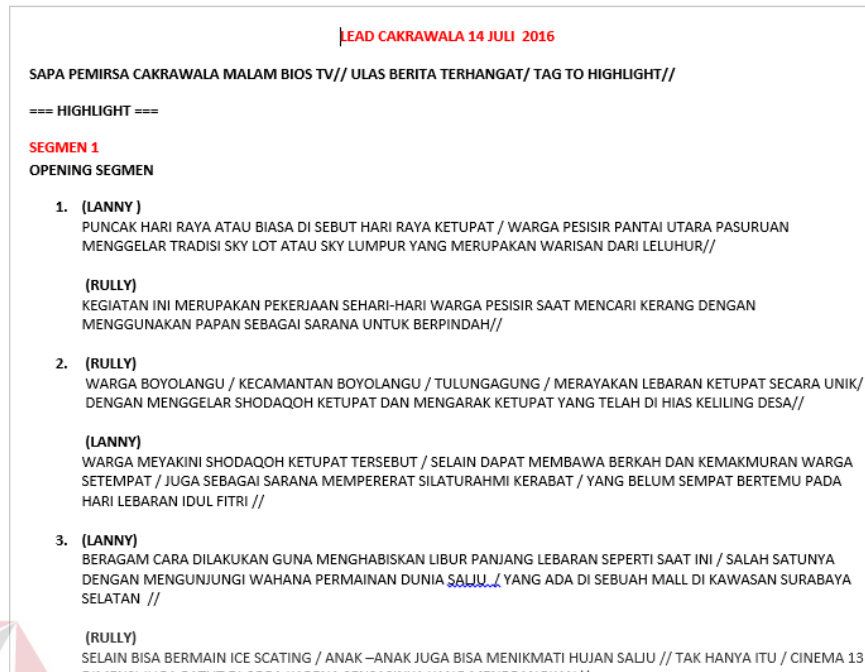 LEAD CAKRAWALA 14 JULI  2016
SAPA PEMIRSA CAKRAWALA MALAM BIOS TV// ULAS BERITA TERHANGAT/ TAG TO HIGHLIGHT//
=== HIGHLIGHT ===
SEGMEN 1
OPENING SEGMEN
1. (LANNY )
PUNCAK HARI RAYA ATAU BIASA DI SEBUT HARI RAYA KETUPAT / WARGA PESISIR PANTAI UTARA PASURUAN
MENGGELAR TRADISI SKY LOT ATAU SKY LUMPUR YANG MERUPAKAN WARISAN DARI LELUHUR//
(RULLY)
KEGIATAN INI MERUPAKAN PEKERJAAN SEHARI-HARI WARGA PESISIR SAAT MENCARI KERANG DENGAN
MENGGUNAKAN PAPAN SEBAGAI SARANA UNTUK BERPINDAH//
2. (RULLY)
WARGA BOYOLANGU / KECAMANTAN BOYOLANGU / TULUNGAGUNG / MERAYAKAN LEBARAN KETUPAT SECARA UNIK/
DENGAN MENGGELAR SHODAQOH KETUPAT DAN MENGARAK KETUPAT YANG TELAH DI HIAS KELILING DESA//
(LANNY)
WARGA MEYAKINI SHODAQOH KETUPAT TERSEBUT / SELAIN DAPAT MEMBAWA BERKAH DAN KEMAKMURAN WARGA
SETEMPAT / JUGA SEBAGAI SARANA MEMPERERAT SILATURAHMI KERABAT / YANG BELUM SEMPAT BERTEMU PADA
HARI LEBARAN IDUL FITRI //
3. (LANNY)
BERAGAM CARA DILAKUKAN GUNA MENGHABISKAN LIBUR PANJANG LEBARAN SEPERTI SAAT INI / SALAH SATUNYA
DENGAN MENGUNJUNGI WAHANA PERMAINAN DUNIA SALJU / YANG ADA DI SEBUAH MALL DI KAWASAN SURABAYA
SELATAN //
(RULLY)
SELAIN BISA BERMAIN ICE SCATING / ANAK –ANAK JUGA BISA MENIKMATI HUJAN SALJU // TAK HANYA ITU / CINEMA 13